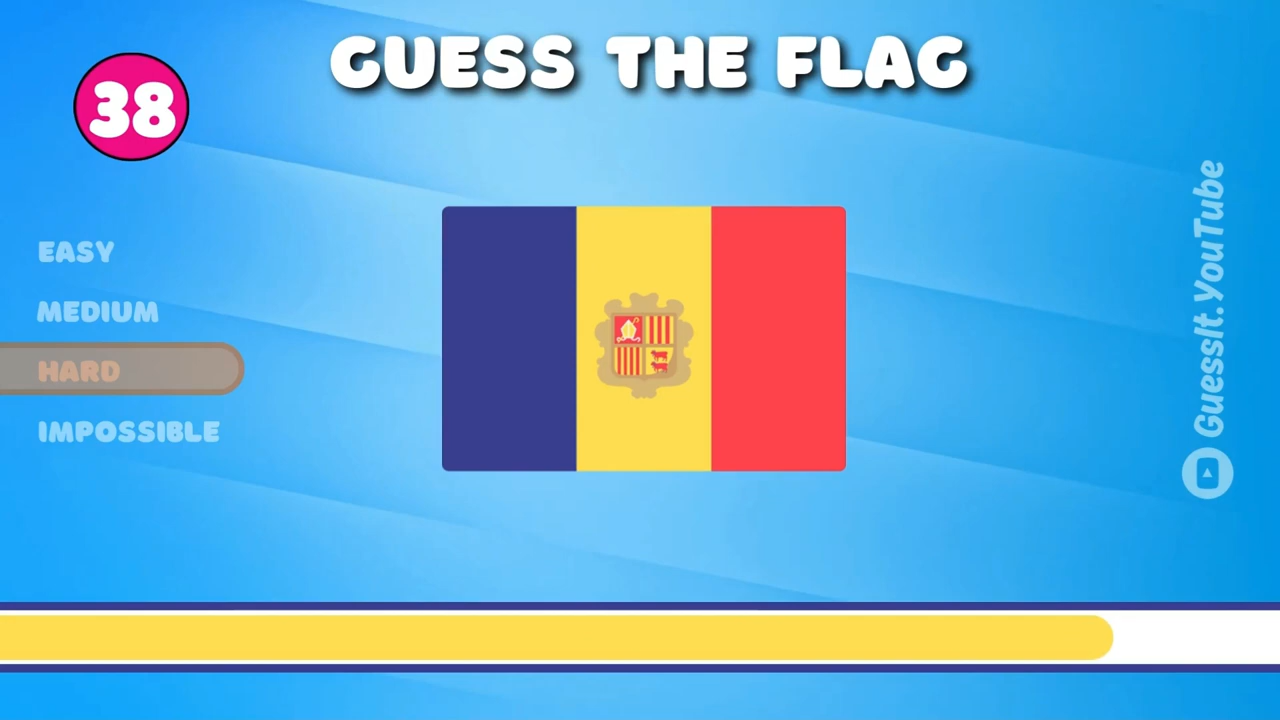 GUESS THE FLAG
38
EASY
MEDIUM
HARD
IMPOSSIBLE
GuessIt.YouTube